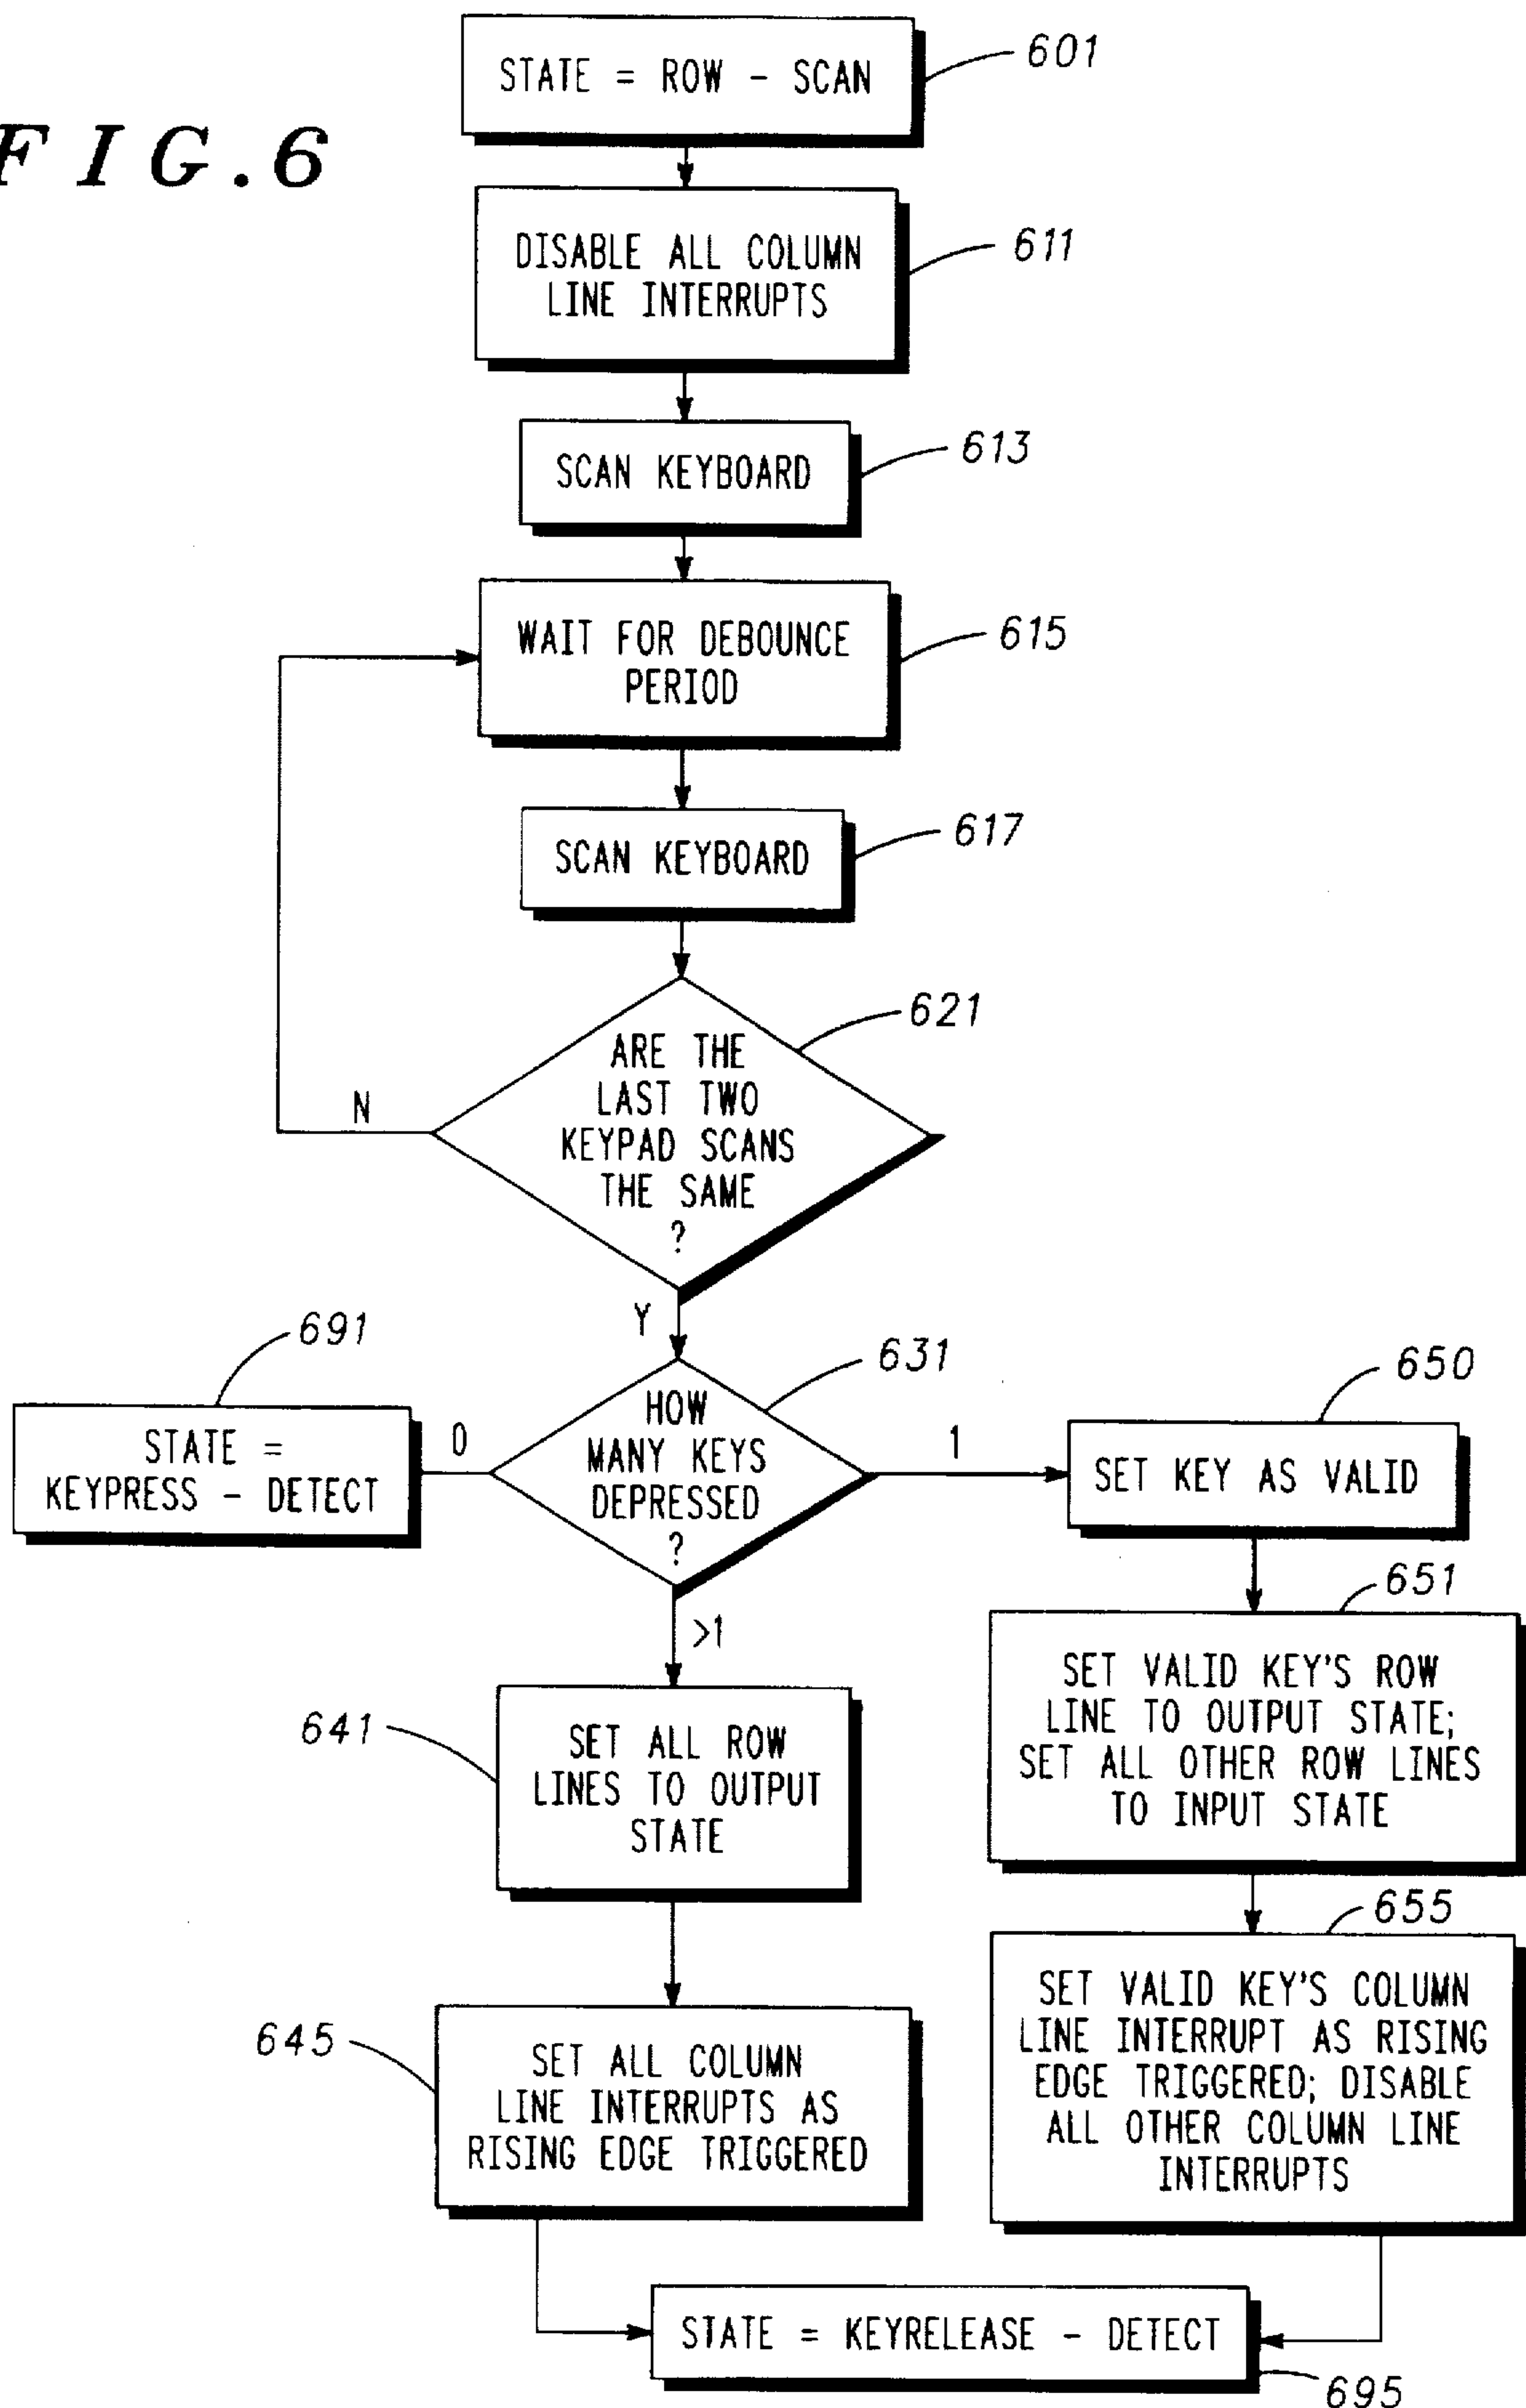 FIG.6
STATE = ROW - SCAN
601
DISABLE ALL COLUMN
LINE INTERRUPTS
611
SCAN KEYBOARD
613
WAIT FOR DEBOUNCE
PERIOD
615
SCAN KEYBOARD
617
ARE THE
LAST TWO
KEYPAD SCANS
THE SAME
?
621
N
Y
HOW
MANY KEYS
DEPRESSED
?
631
0
1
>1
STATE =
KEYPRESS - DETECT
691
SET KEY AS VALID
650
SET VALID KEY'S ROW
LINE TO OUTPUT STATE;
SET ALL OTHER ROW LINES
TO INPUT STATE
651
SET ALL ROW
LINES TO OUTPUT
STATE
641
SET VALID KEY'S COLUMN
LINE INTERRUPT AS RISING
EDGE TRIGGERED; DISABLE
ALL OTHER COLUMN LINE
INTERRUPTS
655
SET ALL COLUMN
LINE INTERRUPTS AS
RISING EDGE TRIGGERED
645
STATE = KEYRELEASE - DETECT
695